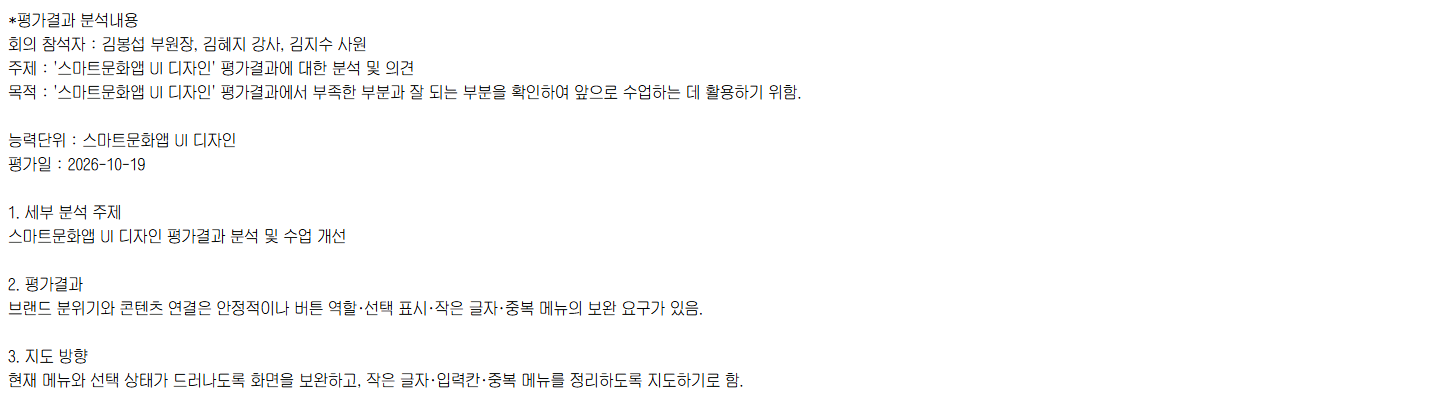 *평가결과 분석내용
회의 참석자 : 김봉섭 부원장, 김혜지 강사, 김지수 사원
주제 : '스마트문화앱 UI 디자인' 평가결과에 대한 분석 및 의견
목적 : '스마트문화앱 UI 디자인' 평가결과에서 부족한 부분과 잘 되는 부분을 확인하여 앞으로 수업하는 데 활용하기 위함.
능력단위 : 스마트문화앱 UI 디자인
평가일 : 2026-10-19
1. 세부 분석 주제
스마트문화앱 UI 디자인 평가결과 분석 및 수업 개선
2. 평가결과
브랜드 분위기와 콘텐츠 연결은 안정적이나 버튼 역할·선택 표시·작은 글자·중복 메뉴의 보완 요구가 있음.
3. 지도 방향
현재 메뉴와 선택 상태가 드러나도록 화면을 보완하고, 작은 글자·입력칸·중복 메뉴를 정리하도록 지도하기로 함.